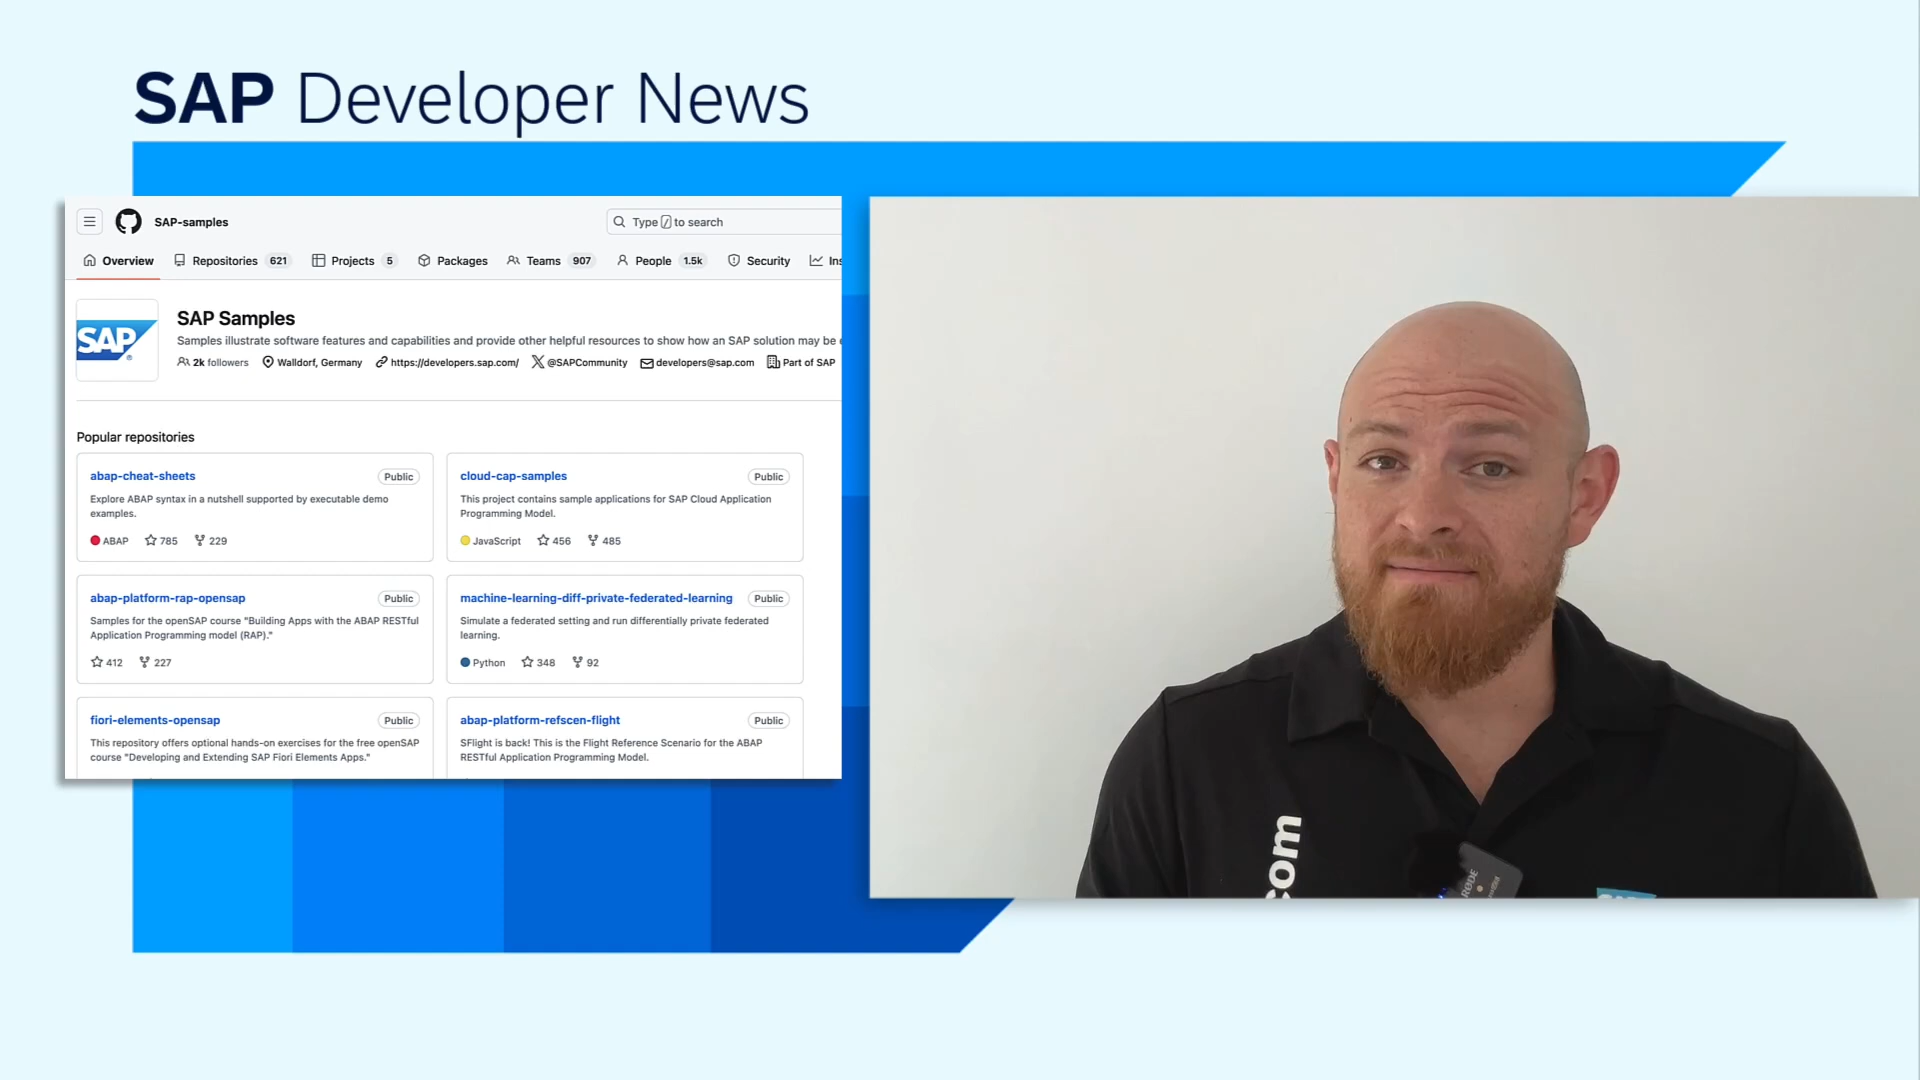 SAP Developer News
SAP-samples
Type / to search
Overview Repositories 621 Projects 5 Packages Teams 907 People 1.5k Security Ins
SAP
SAP Samples
Samples illustrate software features and capabilities and provide other helpful resources to show how an SAP solution may be
2k followers Walldorf, Germany https://developers.sap.com/ @SAPCommunity developers@sap.com Part of SAP
Popular repositories
abap-cheat-sheets Public
Explore ABAP syntax in a nutshell supported by executable demo
examples.
ABAP 785 229
cloud-cap-samples Public
This project contains sample applications for SAP Cloud Application
Programming Model.
JavaScript 456 485
abap-platform-rap-opensap Public
Samples for the openSAP course "Building Apps with the ABAP RESTful
Application Programming model (RAP)."
412 227
machine-learning-diff-private-federated-learning Public
Simulate a federated setting and run differentially private federated
learning.
Python 348 92
fiori-elements-opensap Public
This repository offers optional hands-on exercises for the free openSAP
course "Developing and Extending SAP Fiori Elements Apps."
abap-platform-refscen-flight Public
SFlight is back! This is the Flight Reference Scenario for the ABAP
RESTful Application Programming Model.
com
RØDE